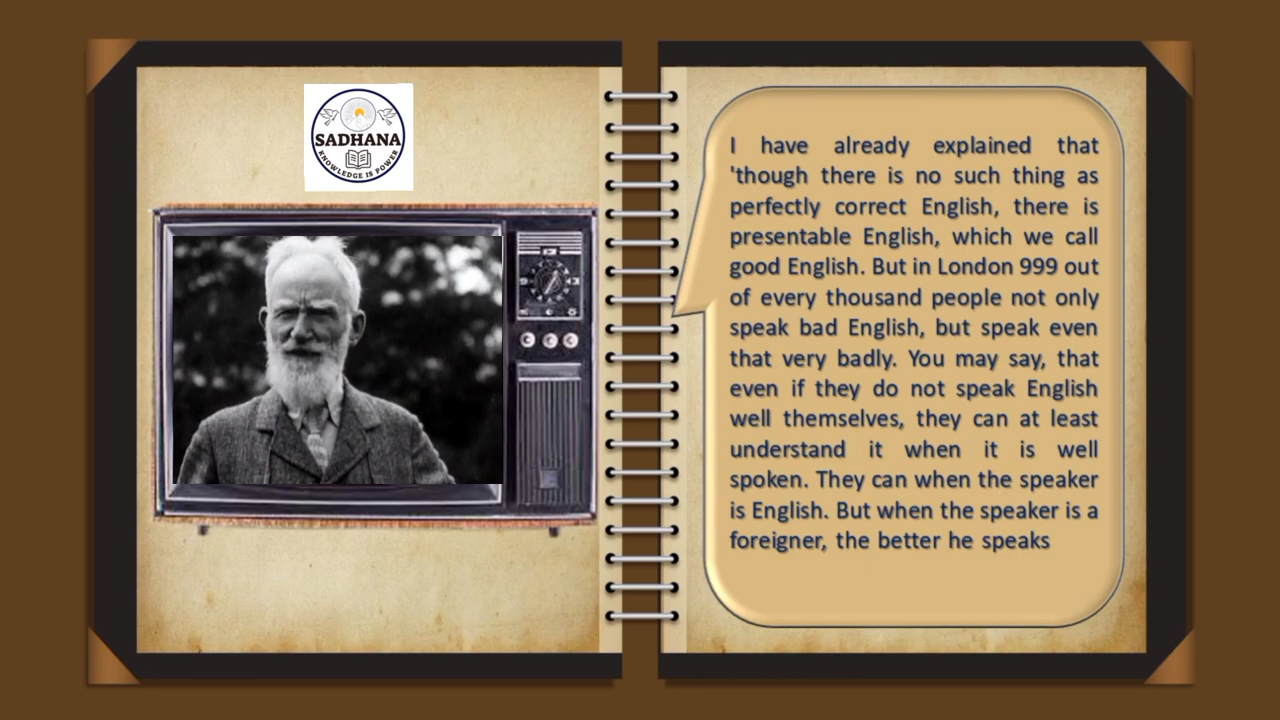 SADHANA
KNOWLEDGE IS POWER
I have already explained that
'though there is no such thing as
perfectly correct English, there is
presentable English, which we call
good English. But in London 999 out
of every thousand people not only
speak bad English, but speak even
that very badly. You may say, that
even if they do not speak English
well themselves, they can at least
understand it when it is well
spoken. They can when the speaker
is English. But when the speaker is a
foreigner, the better he speaks